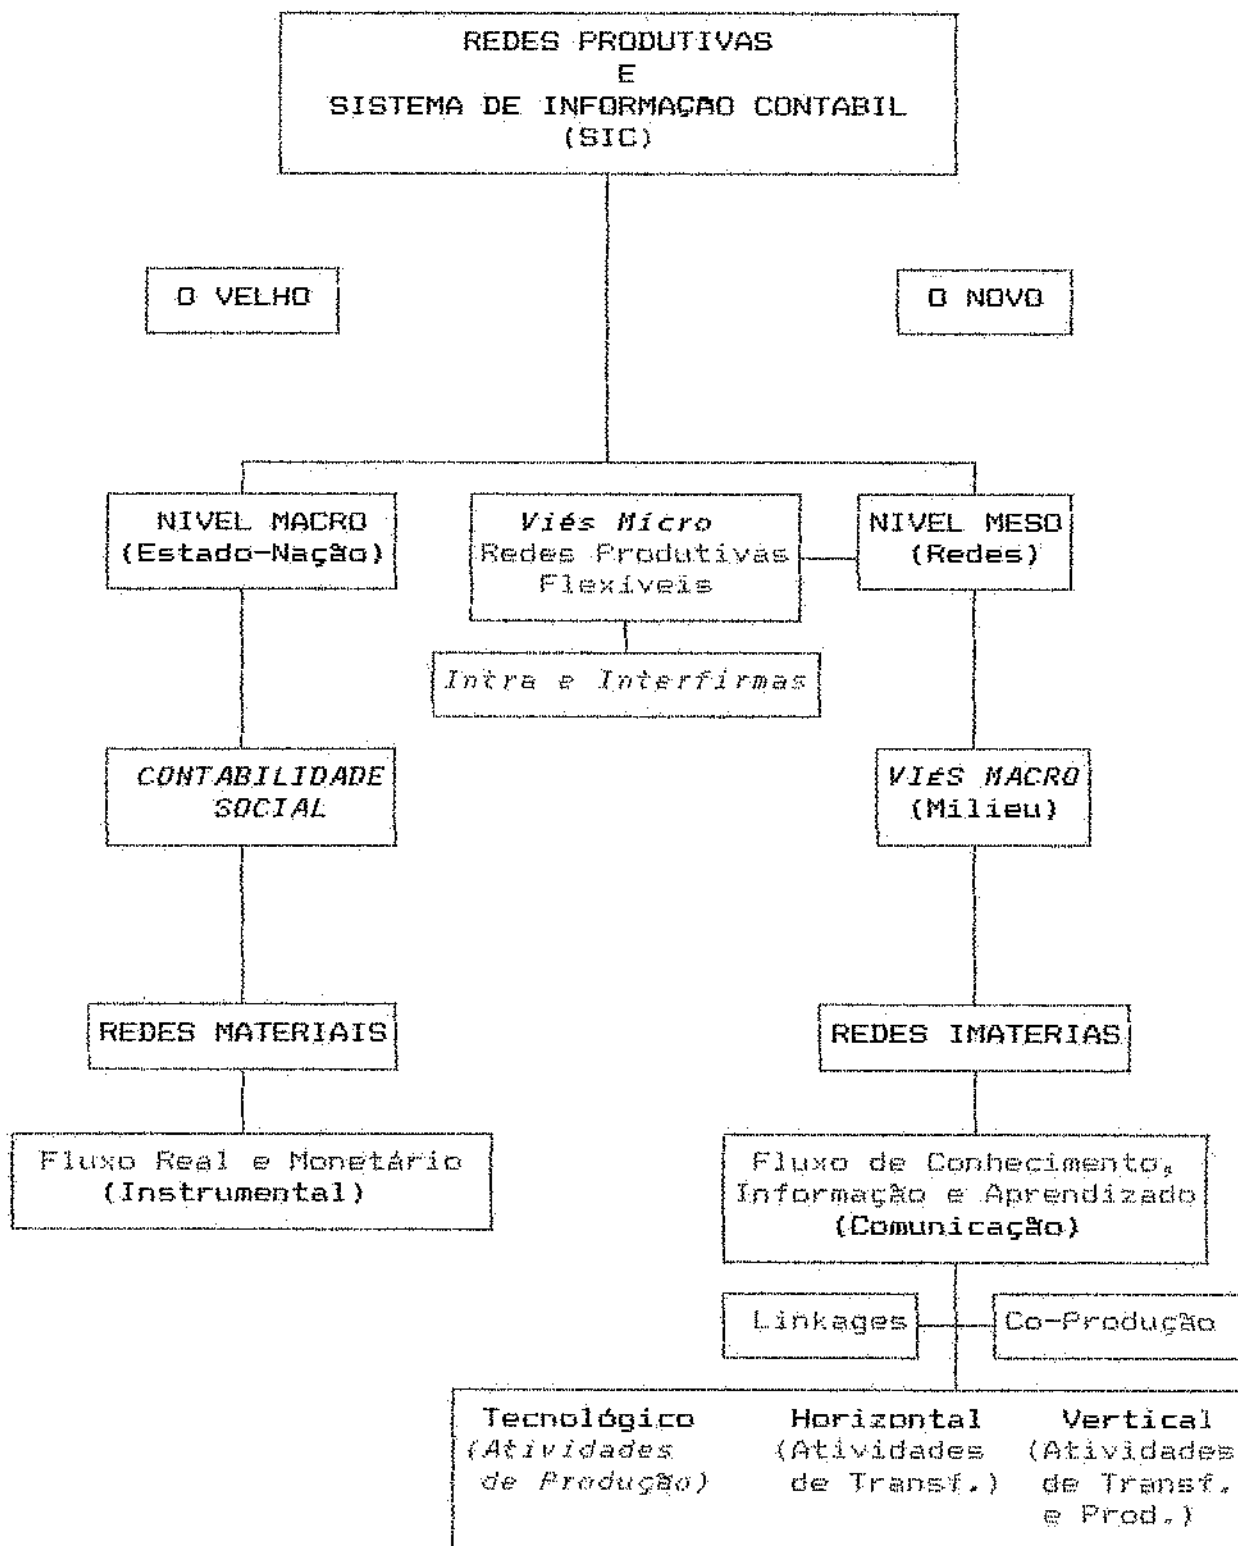 REDES PRODUTIVAS
E
SISTEMA DE INFORMAÇÃO CONTABIL
(SIC)
O VELHO
O NOVO
NIVEL MACRO
(Estado-Nação)
Viés Micro
Redes Produtivas
Flexíveis
NIVEL MESO
(Redes)
Intra e Interfirmas
CONTABILIDADE
SOCIAL
VIÉS MACRO
(Milieu)
REDES MATERIAIS
REDES IMATERIAS
Fluxo Real e Monetário
(Instrumental)
Fluxo de Conhecimento,
Informação e Aprendizado
(Comunicação)
Linkages
Co-Produção
Tecnológico
(Atividades
de Produção)
Horizontal
(Atividades
de Transf.)
Vertical
(Atividades
de Transf.
e Prod.)